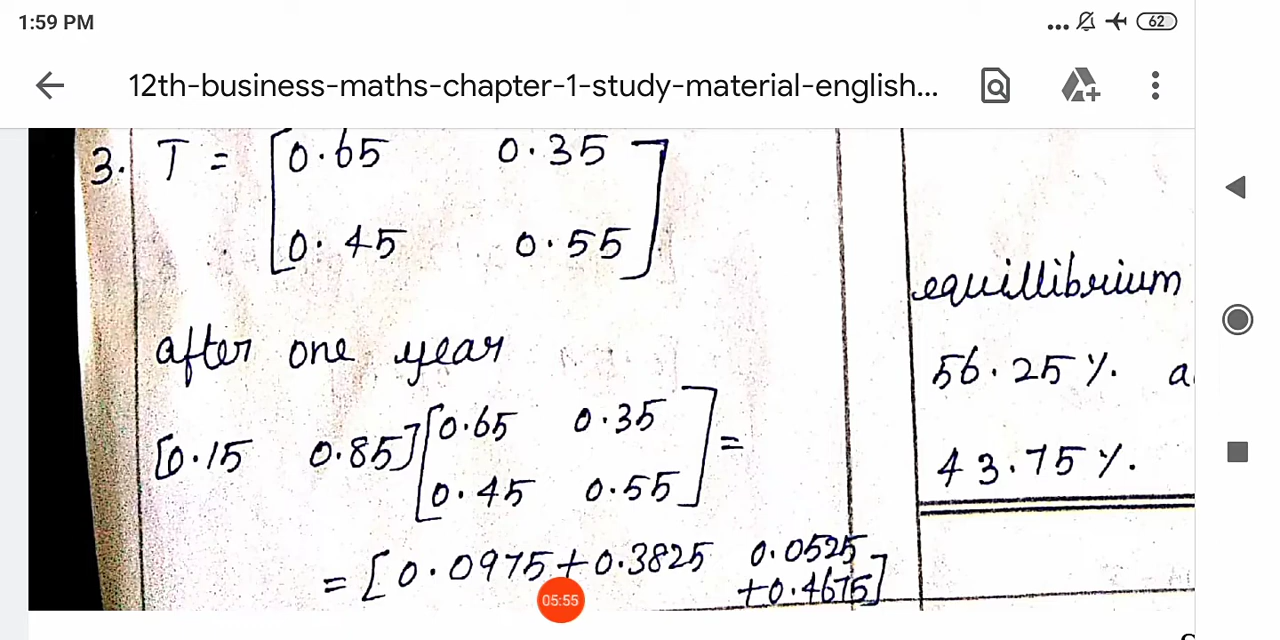 1:59 PM
62
12th-business-maths-chapter-1-study-material-english...
3. T = [0.65 0.35
0.45 0.55]
after one year
[0.15 0.85] [0.65 0.35
0.45 0.55] =
= [0.0975+0.3825 0.0525
+0.4675]
05:55
equillibrium
56.25 %. a
43.75 %.